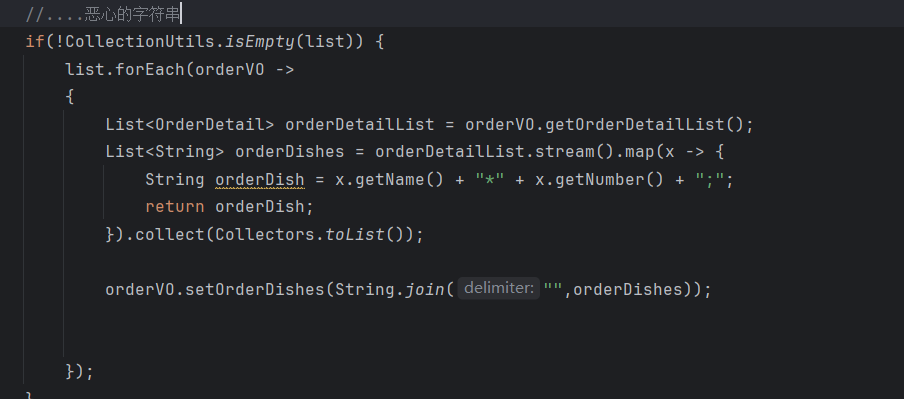 //....恶心的字符串
if(!CollectionUtils.isEmpty(list)) {
list.forEach(orderVO ->
{
List<OrderDetail> orderDetailList = orderVO.getOrderDetailList();
List<String> orderDishes = orderDetailList.stream().map(x -> {
String orderDish = x.getName() + "*" + x.getNumber() + ";";
return orderDish;
}).collect(Collectors.toList());
orderVO.setOrderDishes(String.join( delimiter: "",orderDishes));
});
}